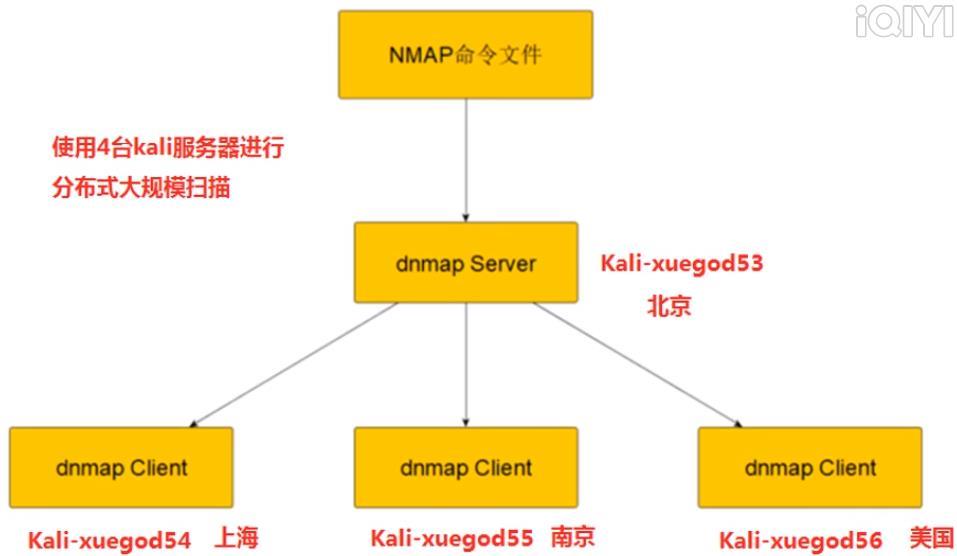 iQIYI
NMAP命令文件
使用4台kali服务器进行
分布式大规模扫描
dnmap Server
Kali-xuegod53
北京
dnmap Client
dnmap Client
dnmap Client
Kali-xuegod54 上海
Kali-xuegod55 南京
Kali-xuegod56 美国